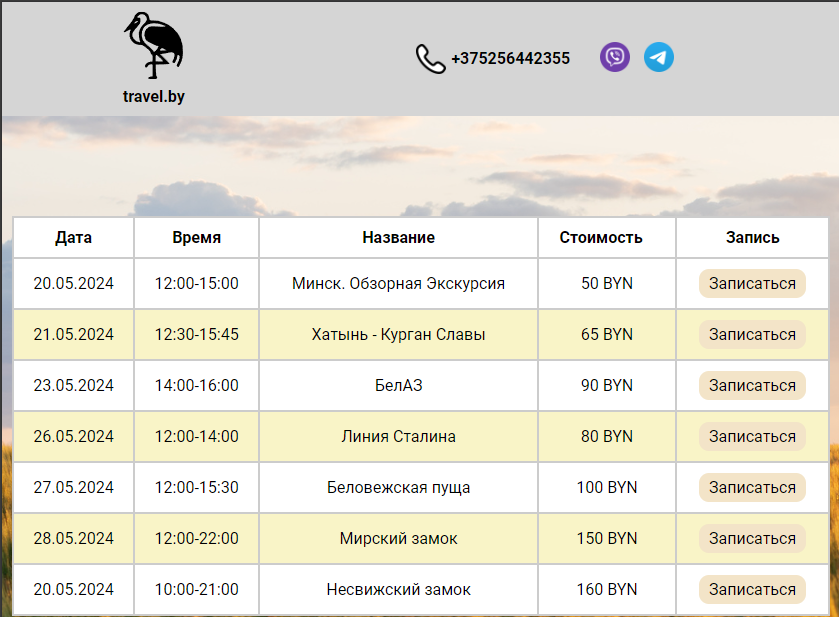 travel.by
+375256442355
Дата Время Название Стоимость Запись
20.05.2024 12:00-15:00 Минск. Обзорная Экскурсия 50 BYN Записаться
21.05.2024 12:30-15:45 Хатынь - Курган Славы 65 BYN Записаться
23.05.2024 14:00-16:00 БелАЗ 90 BYN Записаться
26.05.2024 12:00-14:00 Линия Сталина 80 BYN Записаться
27.05.2024 12:00-15:30 Беловежская пуща 100 BYN Записаться
28.05.2024 12:00-22:00 Мирский замок 150 BYN Записаться
20.05.2024 10:00-21:00 Несвижский замок 160 BYN Записаться